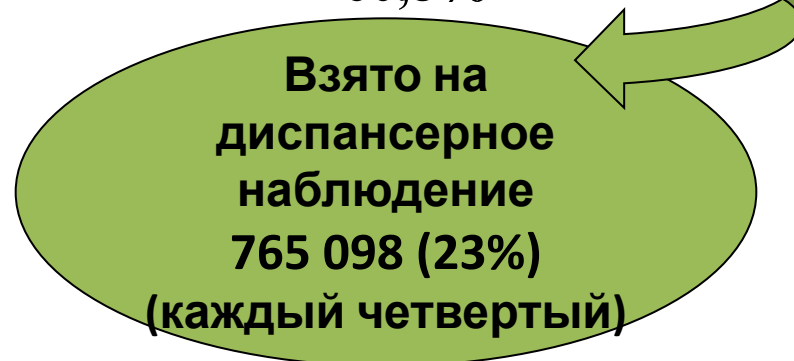 Взято на
диспансерное
наблюдение
765 098 (23%)
(каждый четвертый)